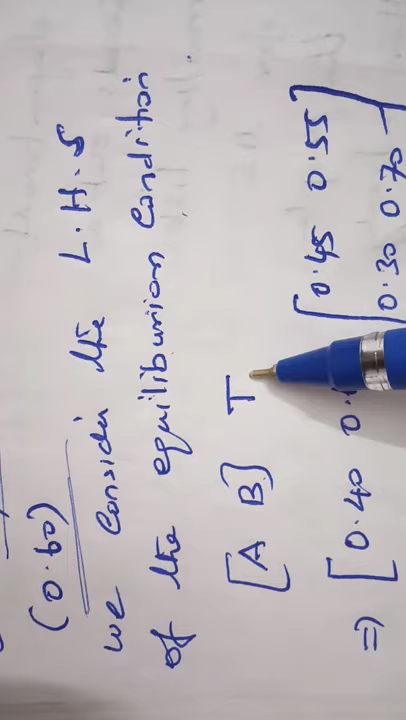 (0.60)
we consider the L.H.S
of the equilibrium condition
[A B] T
⇒ [0.40 0. [0.45 0.55
0.30 0.70]